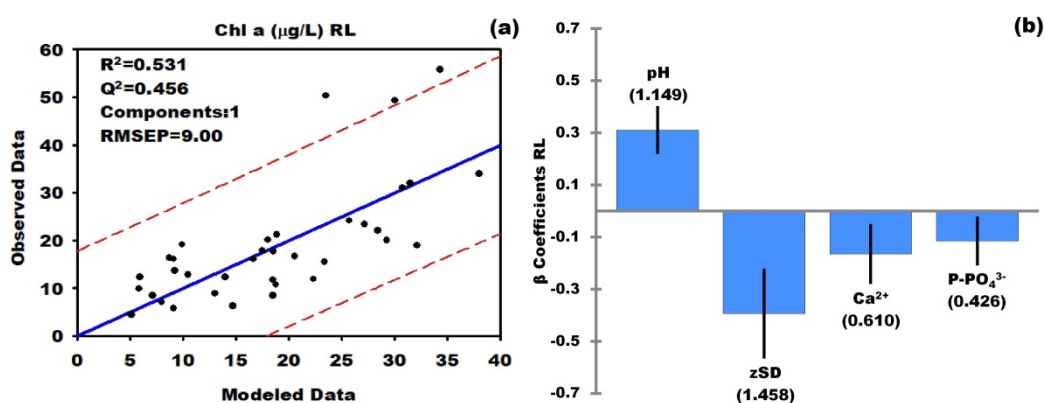 Chl a (µg/L) RL
(a)
R²=0.531
Q²=0.456
Components:1
RMSEP=9.00
Observed Data
60
50
40
30
20
10
0
0 5 10 15 20 25 30 35 40
Modeled Data
(b)
β Coefficients RL
0.7
0.5
0.3
0.1
-0.1
-0.3
-0.5
-0.7
pH
(1.149)
zSD
(1.458)
Ca²⁺
(0.610)
P-PO₄³⁻
(0.426)